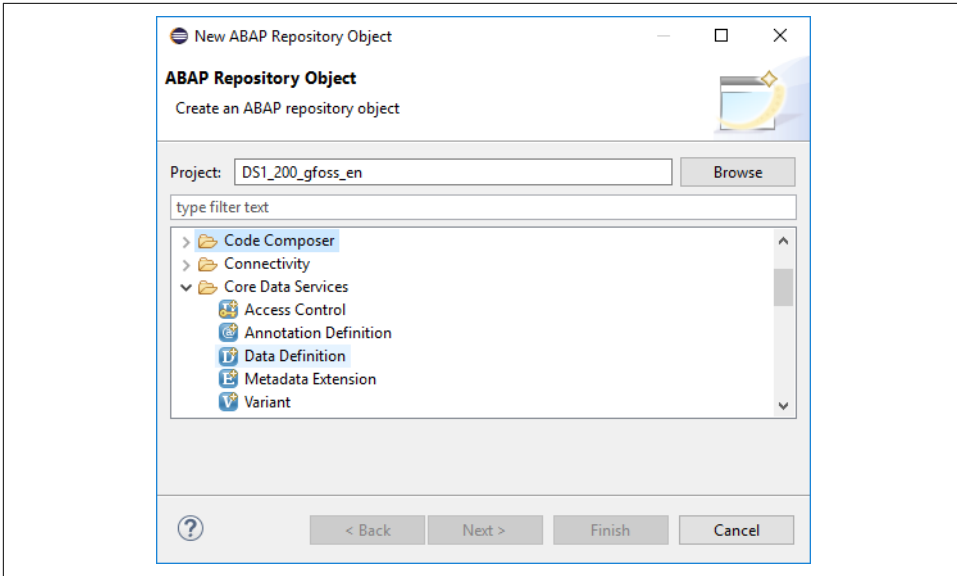 New ABAP Repository Object
ABAP Repository Object
Create an ABAP repository object
Project: DS1_200_gfoss_en Browse
type filter text
Code Composer
Connectivity
Core Data Services
Access Control
Annotation Definition
Data Definition
Metadata Extension
Variant
? < Back Next > Finish Cancel